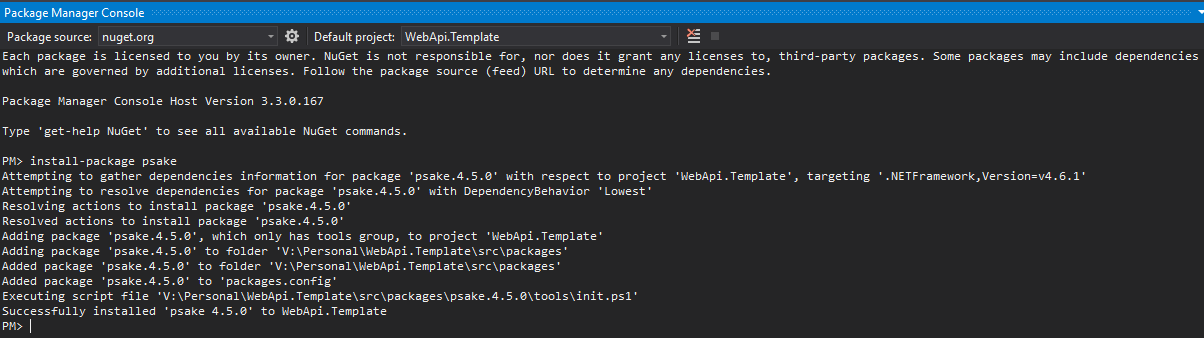 Package Manager Console
Package source: nuget.org Default project: WebApi.Template
Each package is licensed to you by its owner. NuGet is not responsible for, nor does it grant any licenses to, third-party packages. Some packages may include dependencies
which are governed by additional licenses. Follow the package source (feed) URL to determine any dependencies.
Package Manager Console Host Version 3.3.0.167
Type 'get-help NuGet' to see all available NuGet commands.
PM> install-package psake
Attempting to gather dependencies information for package 'psake.4.5.0' with respect to project 'WebApi.Template', targeting '.NETFramework,Version=v4.6.1'
Attempting to resolve dependencies for package 'psake.4.5.0' with DependencyBehavior 'Lowest'
Resolving actions to install package 'psake.4.5.0'
Resolved actions to install package 'psake.4.5.0'
Adding package 'psake.4.5.0', which only has tools group, to project 'WebApi.Template'
Adding package 'psake.4.5.0' to folder 'V:\Personal\WebApi.Template\src\packages'
Added package 'psake.4.5.0' to folder 'V:\Personal\WebApi.Template\src\packages'
Added package 'psake.4.5.0' to 'packages.config'
Executing script file 'V:\Personal\WebApi.Template\src\packages\psake.4.5.0\tools\init.ps1'
Successfully installed 'psake 4.5.0' to WebApi.Template
PM>